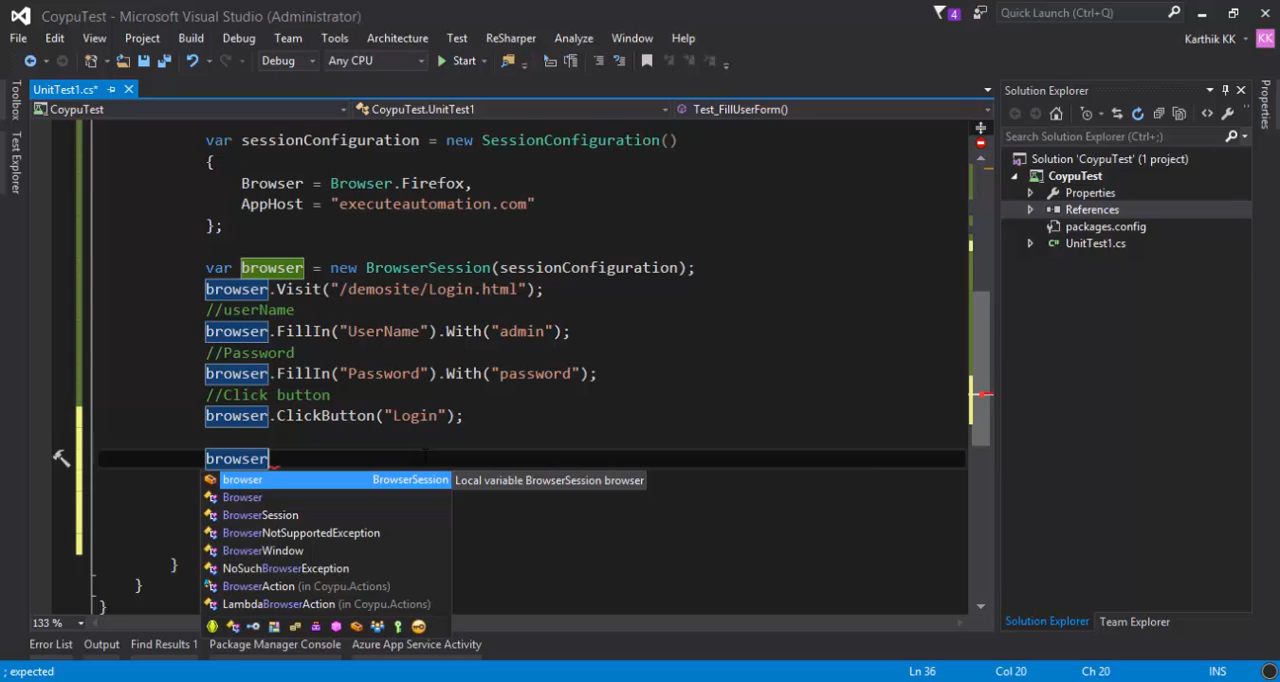 CoypuTest - Microsoft Visual Studio (Administrator)
4
Quick Launch (Ctrl+Q)
File Edit View Project Build Debug Team Tools Architecture Test ReSharper Analyze Window Help
Karthik KK
KK
Debug
Any CPU
Start
Toolbox
Test Explorer
UnitTest1.cs*
CoypuTest
CoypuTest.UnitTest1
Test_FillUserForm()
var sessionConfiguration = new SessionConfiguration()
{
Browser = Browser.Firefox,
AppHost = "executeautomation.com"
};
var browser = new BrowserSession(sessionConfiguration);
browser.Visit("/demosite/Login.html");
//userName
browser.FillIn("UserName").With("admin");
//Password
browser.FillIn("Password").With("password");
//Click button
browser.ClickButton("Login");
browser
browser BrowserSession
Local variable BrowserSession browser
Browser
BrowserSession
BrowserNotSupportedException
BrowserWindow
NoSuchBrowserException
BrowserAction (in Coypu.Actions)
LambdaBrowserAction (in Coypu.Actions)
}
}
}
133 %
Solution Explorer
Search Solution Explorer (Ctrl+;)
Solution 'CoypuTest' (1 project)
CoypuTest
Properties
References
packages.config
UnitTest1.cs
Properties
Solution Explorer
Team Explorer
Error List Output Find Results 1 Package Manager Console Azure App Service Activity
; expected
Ln 36
Col 20
Ch 20
INS